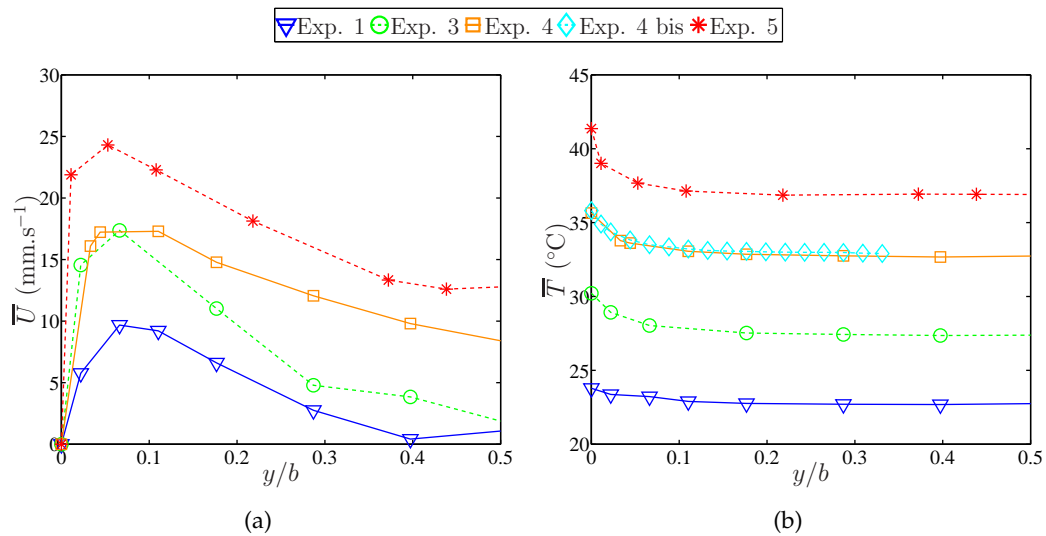 Exp. 1 Exp. 3 Exp. 4 Exp. 4 bis Exp. 5
30
25
20
15
10
5
0
U̅ (mm.s⁻¹)
0 0.1 0.2 0.3 0.4 0.5
y/b
(a)
45
40
35
30
25
20
T̅ (°C)
0 0.1 0.2 0.3 0.4 0.5
y/b
(b)